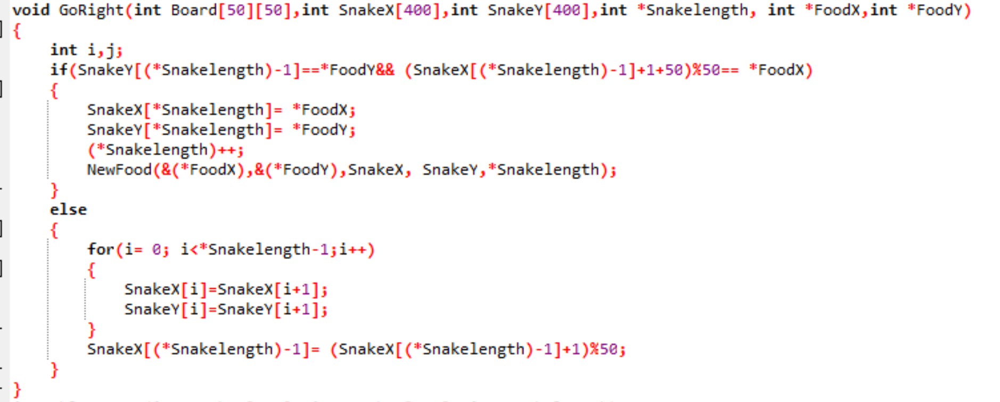 void GoRight(int Board[50][50],int SnakeX[400],int SnakeY[400],int *Snakelength, int *FoodX,int *FoodY)
{
    int i,j;
    if(SnakeY[(*Snakelength)-1]==*FoodY&& (SnakeX[(*Snakelength)-1]+1+50)%50== *FoodX)
    {
        SnakeX[*Snakelength]= *FoodX;
        SnakeY[*Snakelength]= *FoodY;
        (*Snakelength)++;
        NewFood(&(*FoodX),&(*FoodY),SnakeX, SnakeY,*Snakelength);
    }
    else
    {
        for(i= 0; i<*Snakelength-1;i++)
        {
            SnakeX[i]=SnakeX[i+1];
            SnakeY[i]=SnakeY[i+1];
        }
        SnakeX[(*Snakelength)-1]= (SnakeX[(*Snakelength)-1]+1)%50;
    }
}